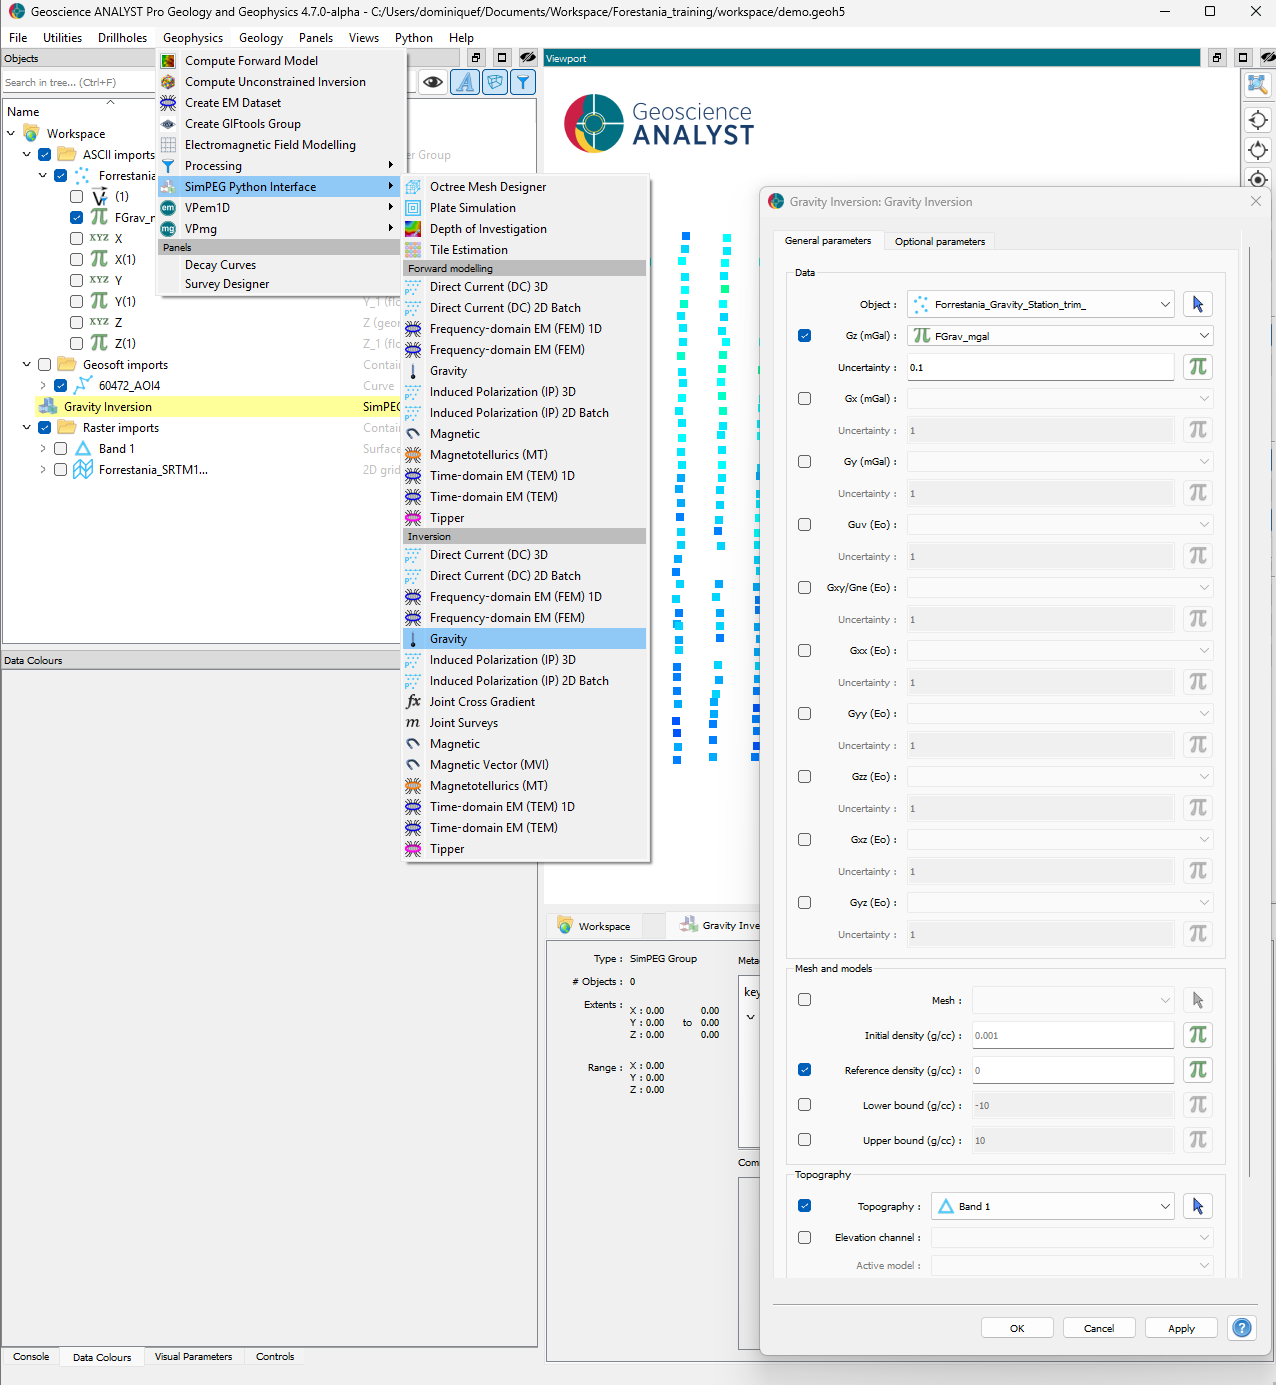 Geoscience ANALYST Pro Geology and Geophysics 4.7.0-alpha - C:/Users/dominiquef/Documents/Workspace/Forestania_training/workspace/demo.geoh5
File Utilities Drillholes Geophysics Geology Panels Views Python Help
Objects
Search in tree... (Ctrl+F)
Name
Workspace
ASCII imports
Forrestania
(1)
FGrav_m
XYZ X
X(1)
XYZ Y
Y(1)
XYZ Z
Z(1)
Geosoft imports
60472_AOI4
Gravity Inversion
Raster imports
Band 1
Forrestania_SRTM1...
er Group
Y_1 (flo
Z (geor
Z_1 (flo
Contain
Curve
SimPEG
Contai
Surface
2D grid
Compute Forward Model
Compute Unconstrained Inversion
Create EM Dataset
Create GIFtools Group
Electromagnetic Field Modelling
Processing
SimPEG Python Interface
VPem1D
VPmg
Panels
Decay Curves
Survey Designer
Octree Mesh Designer
Plate Simulation
Depth of Investigation
Tile Estimation
Forward modelling
Direct Current (DC) 3D
Direct Current (DC) 2D Batch
Frequency-domain EM (FEM) 1D
Frequency-domain EM (FEM)
Gravity
Induced Polarization (IP) 3D
Induced Polarization (IP) 2D Batch
Magnetic
Magnetotellurics (MT)
Time-domain EM (TEM) 1D
Time-domain EM (TEM)
Tipper
Inversion
Direct Current (DC) 3D
Direct Current (DC) 2D Batch
Frequency-domain EM (FEM) 1D
Frequency-domain EM (FEM)
Gravity
Induced Polarization (IP) 3D
Induced Polarization (IP) 2D Batch
Joint Cross Gradient
Joint Surveys
Magnetic
Magnetic Vector (MVI)
Magnetotellurics (MT)
Time-domain EM (TEM) 1D
Time-domain EM (TEM)
Tipper
Data Colours
Console Data Colours Visual Parameters Controls
Viewport
Geoscience
ANALYST
Workspace Gravity Inve
Type : SimPEG Group
# Objects : 0
Extents :
X : 0.00 0.00
Y : 0.00 to 0.00
Z : 0.00 0.00
Range :
X : 0.00
Y : 0.00
Z : 0.00
Meta
key
Com
Gravity Inversion: Gravity Inversion
General parameters Optional parameters
Data
Object : Forrestania_Gravity_Station_trim_
Gz (mGal) : FGrav_mgal
Uncertainty : 0.1
Gx (mGal) :
Uncertainty : 1
Gy (mGal) :
Uncertainty : 1
Guv (Eo) :
Uncertainty : 1
Gxy/Gne (Eo) :
Uncertainty : 1
Gxx (Eo) :
Uncertainty : 1
Gyy (Eo) :
Uncertainty : 1
Gzz (Eo) :
Uncertainty : 1
Gxz (Eo) :
Uncertainty : 1
Gyz (Eo) :
Uncertainty : 1
Mesh and models
Mesh :
Initial density (g/cc) : 0.001
Reference density (g/cc) : 0
Lower bound (g/cc) : -10
Upper bound (g/cc) : 10
Topography
Topography : Band 1
Elevation channel :
Active model :
OK Cancel Apply